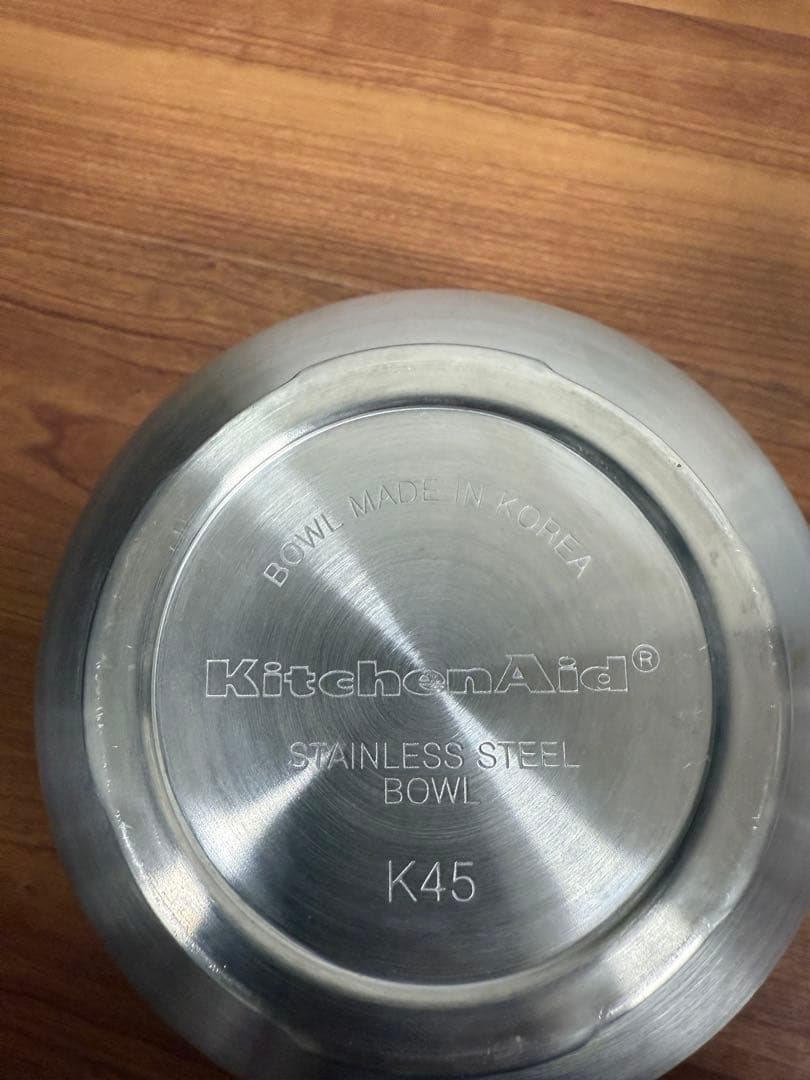 BOWL MADE IN KOREA
KitchenAid®
STAINLESS STEEL
BOWL
K45